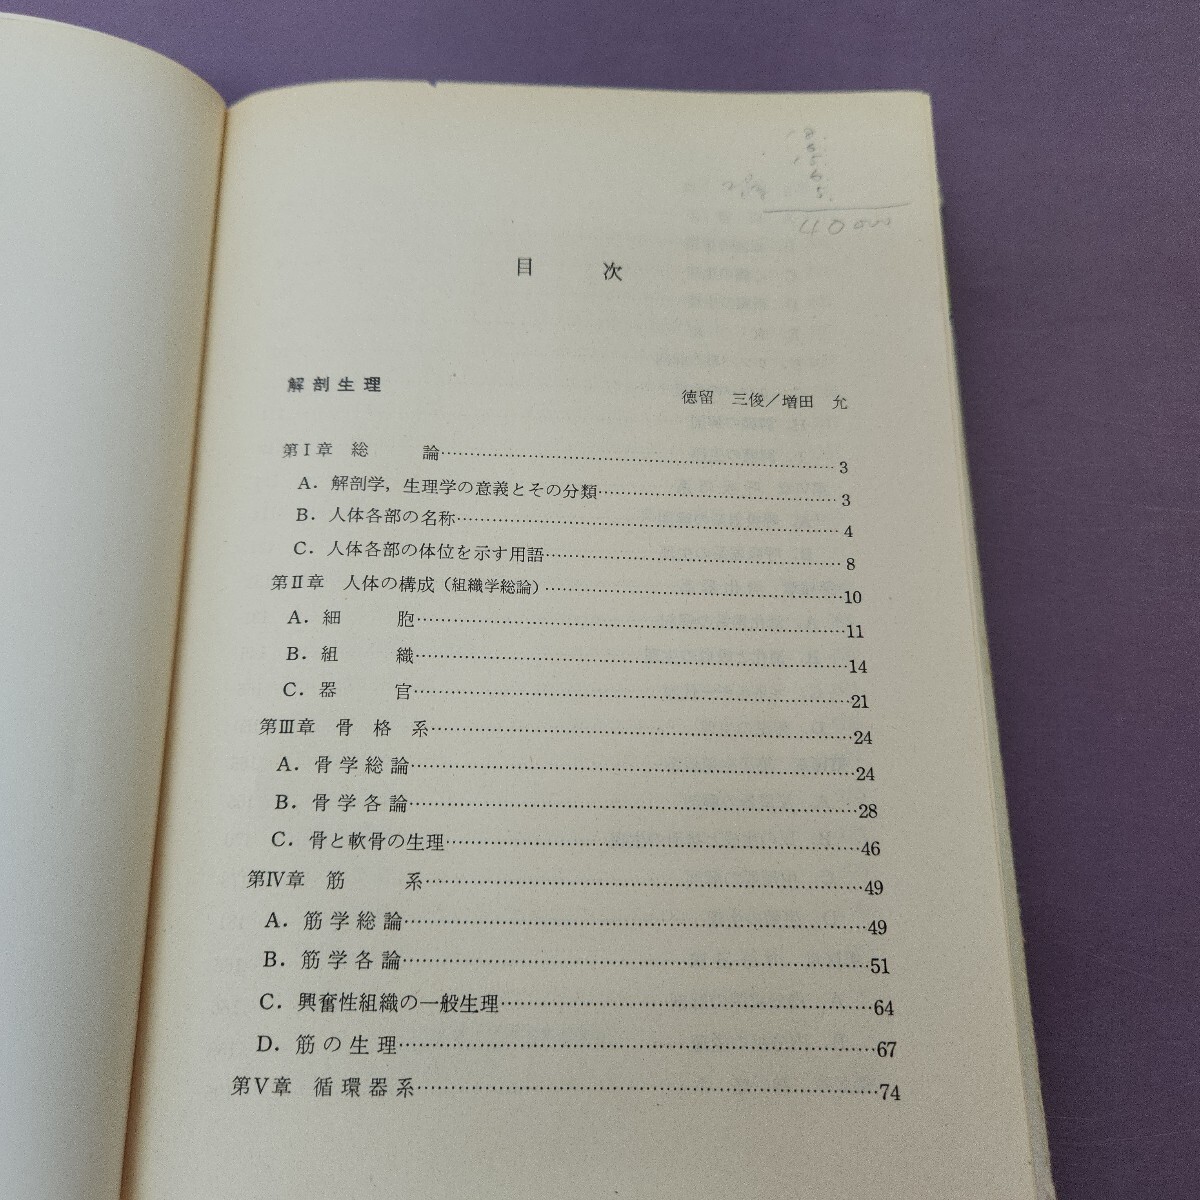 目　次
解剖生理
徳留　三俊／増田　允
第Ⅰ章 総　論……3
A. 解剖学，生理学の意義とその分類……3
B. 人体各部の名称……4
C. 人体各部の体位を示す用語……8
第Ⅱ章 人体の構成（組織学総論）……10
A. 細　胞……11
B. 組　織……14
C. 器　官……21
第Ⅲ章 骨格系……24
A. 骨学総論……24
B. 骨学各論……28
C. 骨と軟骨の生理……46
第Ⅳ章 筋　系……49
A. 筋学総論……49
B. 筋学各論……51
C. 興奮性組織の一般生理……64
D. 筋の生理……67
第Ⅴ章 循環器系……74